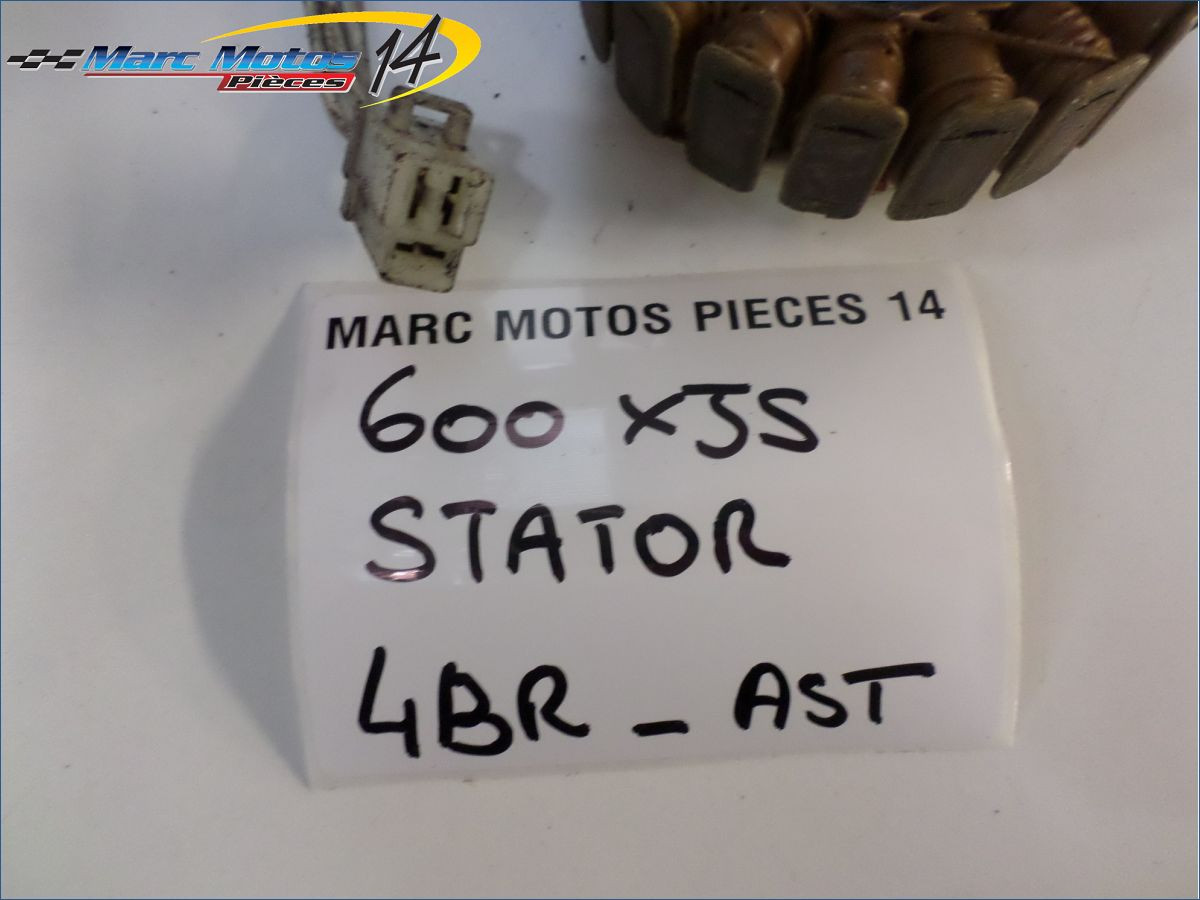 Marc Motos 14
Pièces
MARC MOTOS PIECES 14
600 XJS
STATOR
4BR - AST